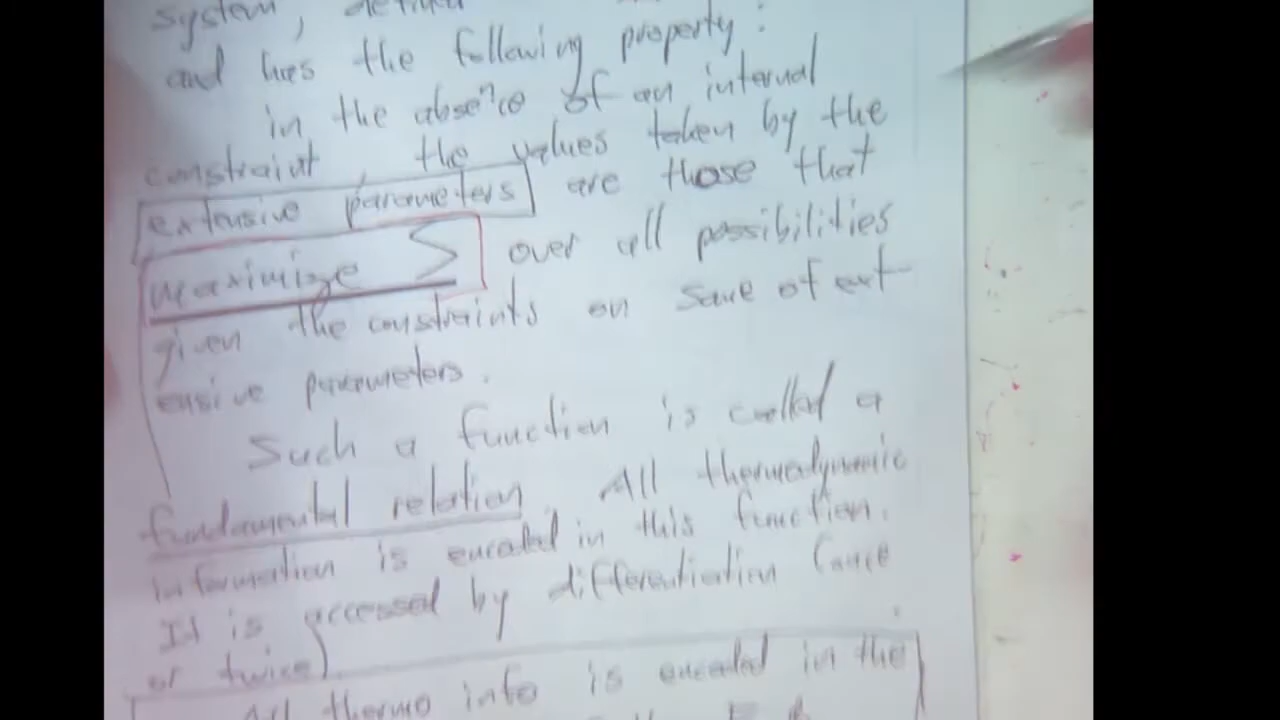 system, defined
and has the following property:
in the absence of an internal
constraint, the values taken by the
extensive parameters are those that
maximize Σ over all possibilities
given the constraints on some of ext-
ensive parameters.
Such a function is called a
fundamental relation. All thermodynamic
information is encoded in this function.
It is accessed by differentiation (once
or twice).
All thermo info is encoded in the